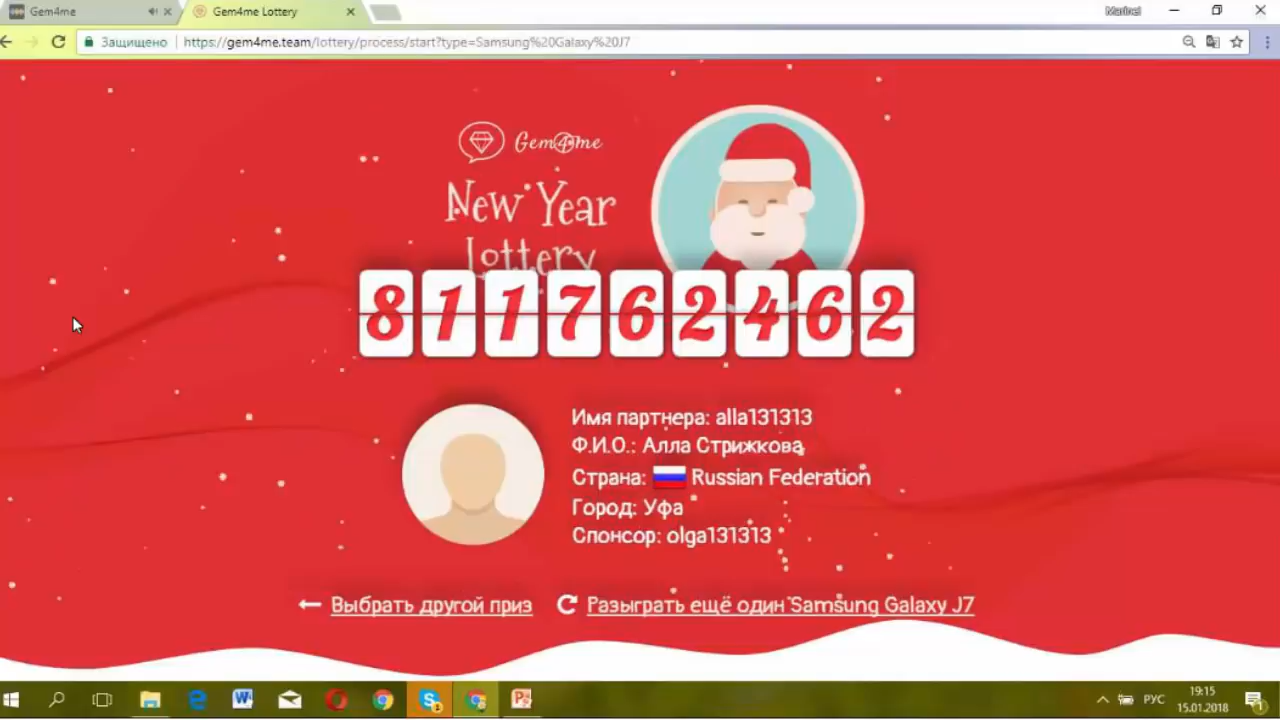 Gem4me
Gem4me Lottery
Marinel
Защищено
https://gem4me.team/lottery/process/start?type=Samsung%20Galaxy%20J7
Gem4me
New Year
Lottery
811762462
Имя партнера: alla131313
Ф.И.О.: Алла Стрижкова
Страна: Russian Federation
Город: Уфа
Спонсор: olga131313
Выбрать другой приз
Разыграть ещё один Samsung Galaxy J7
РУС
19:15
15.01.2018